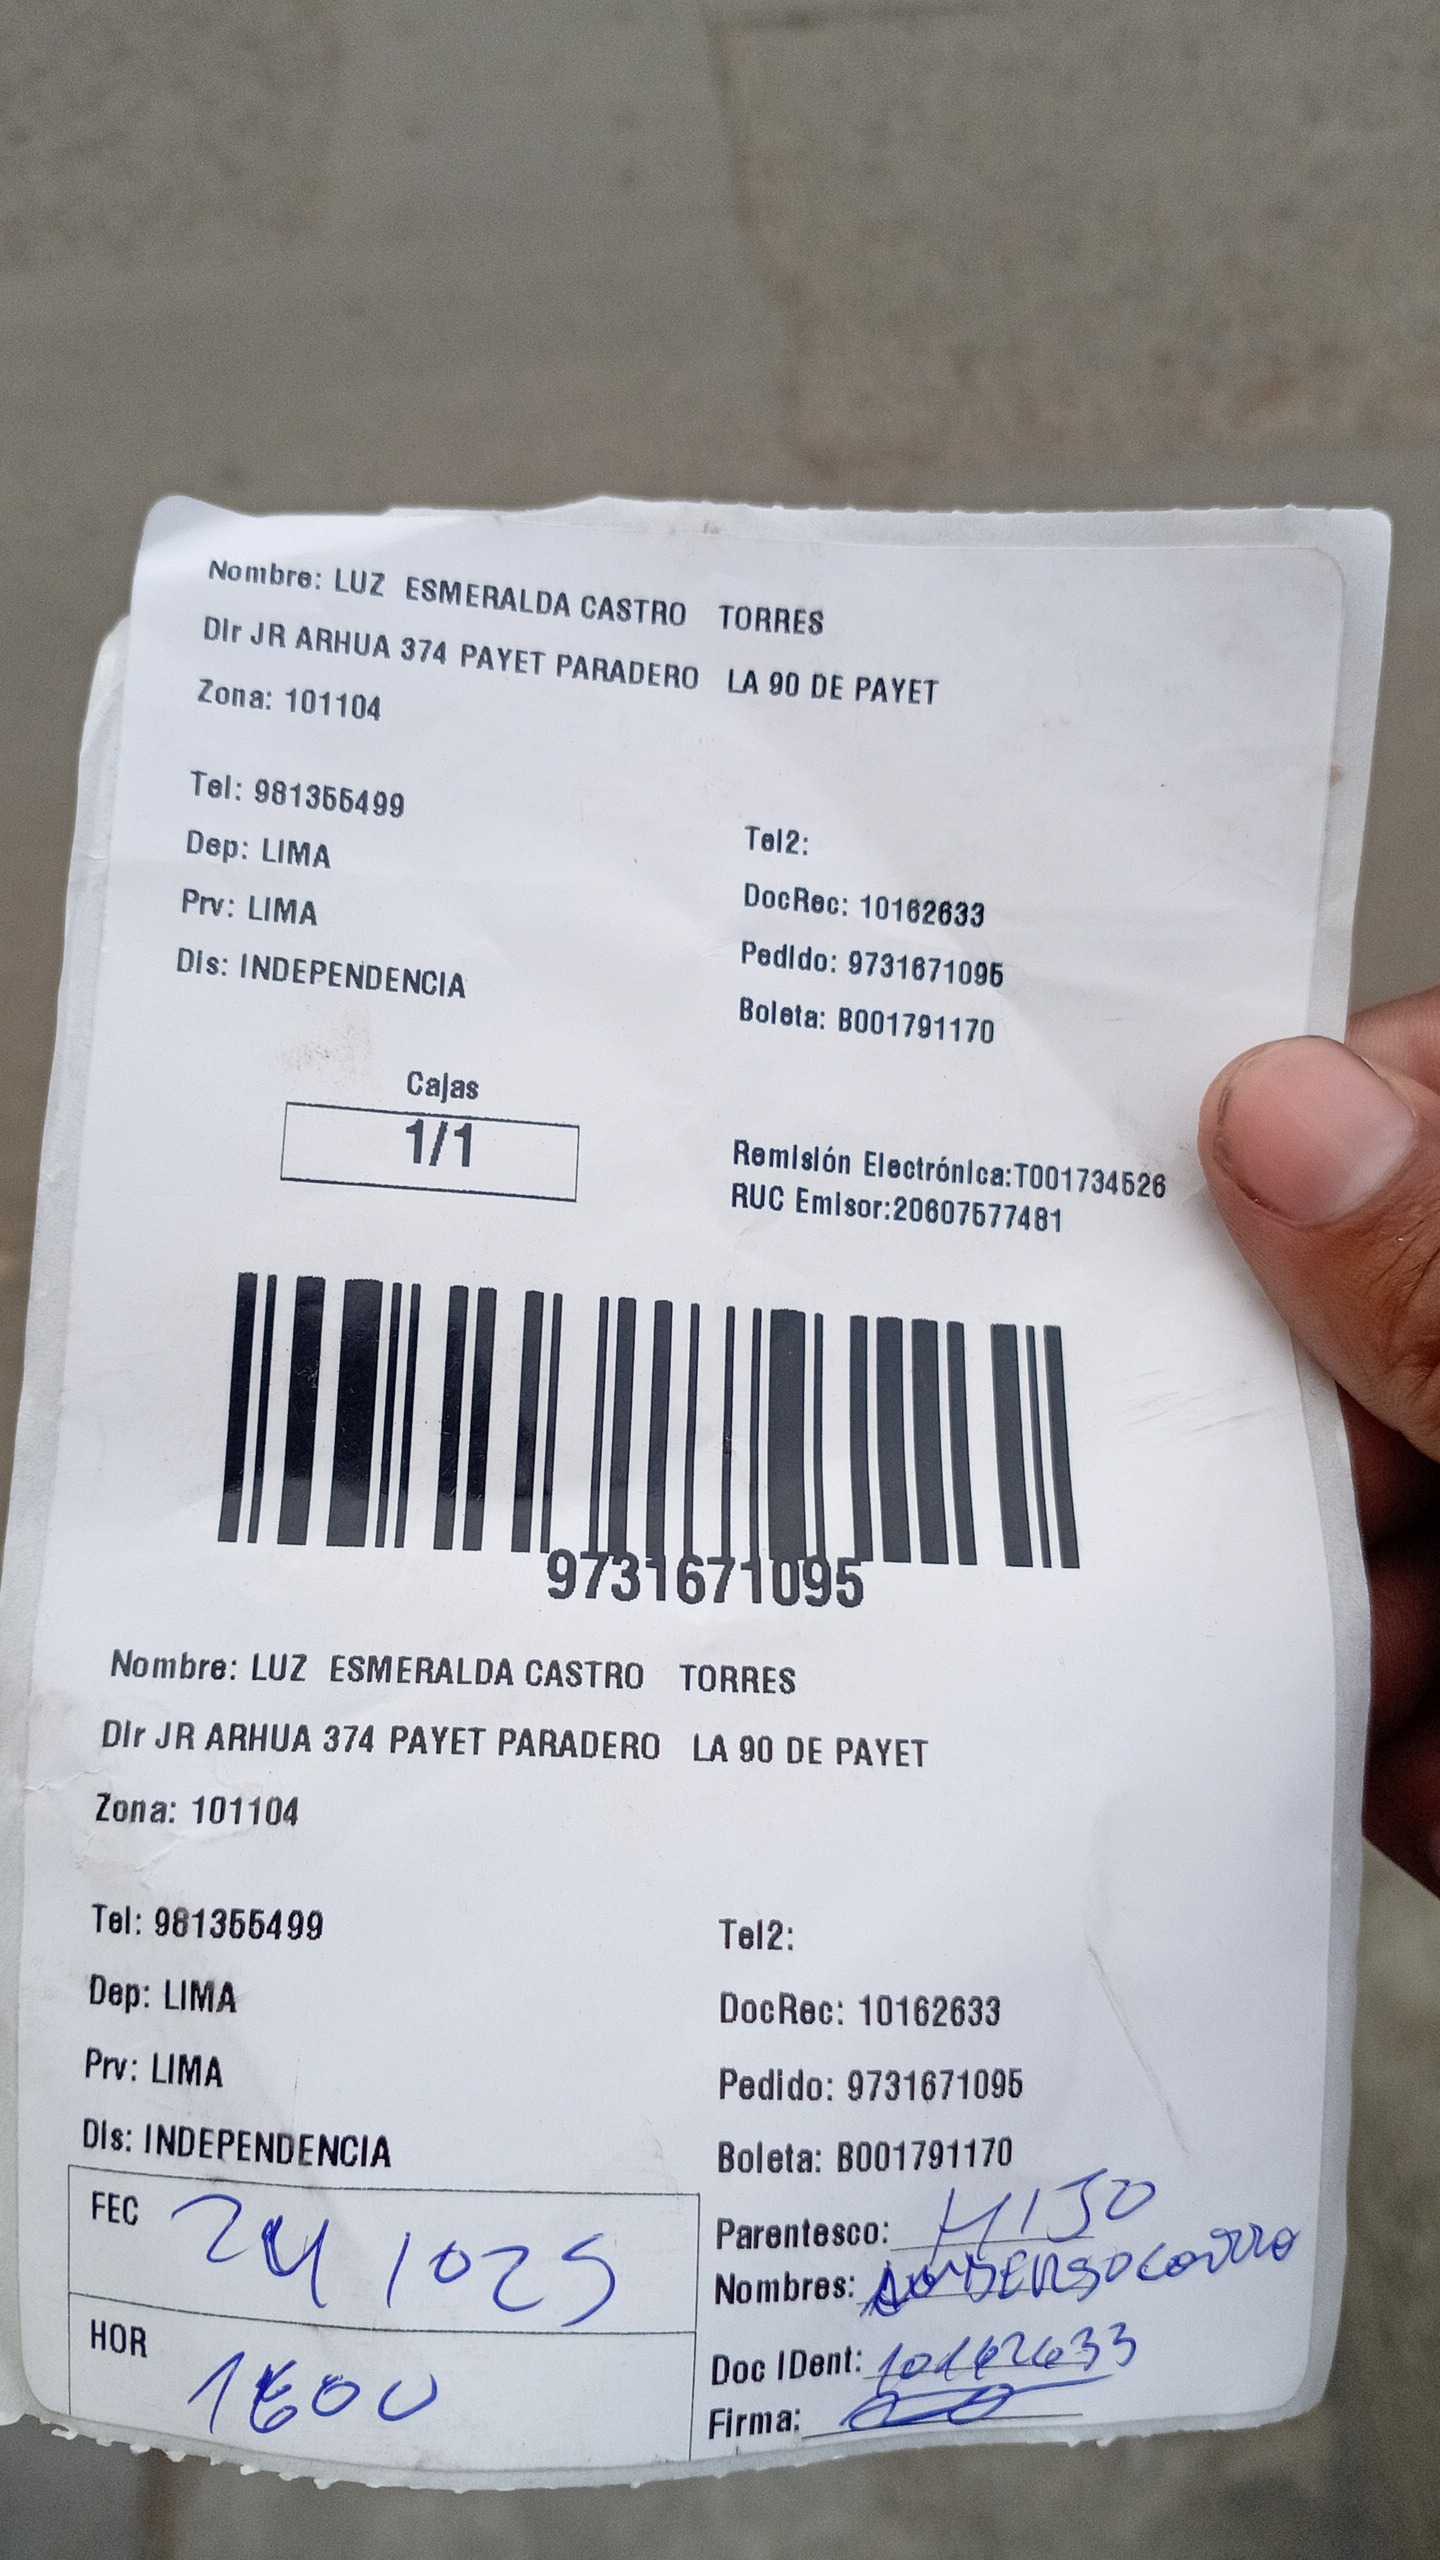 Nombre: LUZ ESMERALDA CASTRO TORRES
Dir JR ARHUA 374 PAYET PARADERO LA 90 DE PAYET
Zona: 101104
Tel: 981355499
Tel2:
Dep: LIMA
DocRec: 10162633
Prv: LIMA
Pedido: 9731671095
Dis: INDEPENDENCIA
Boleta: B001791170
Cajas
1/1
Remisión Electrónica:T001734526
RUC Emisor:20607577481
9731671095
Nombre: LUZ ESMERALDA CASTRO TORRES
Dir JR ARHUA 374 PAYET PARADERO LA 90 DE PAYET
Zona: 101104
Tel: 981355499
Tel2:
Dep: LIMA
DocRec: 10162633
Prv: LIMA
Pedido: 9731671095
Dis: INDEPENDENCIA
Boleta: B001791170
FEC 24 1025
Parentesco: HIJO
Nombres:
HOR 1600
Doc IDent: 10162633
Firma: